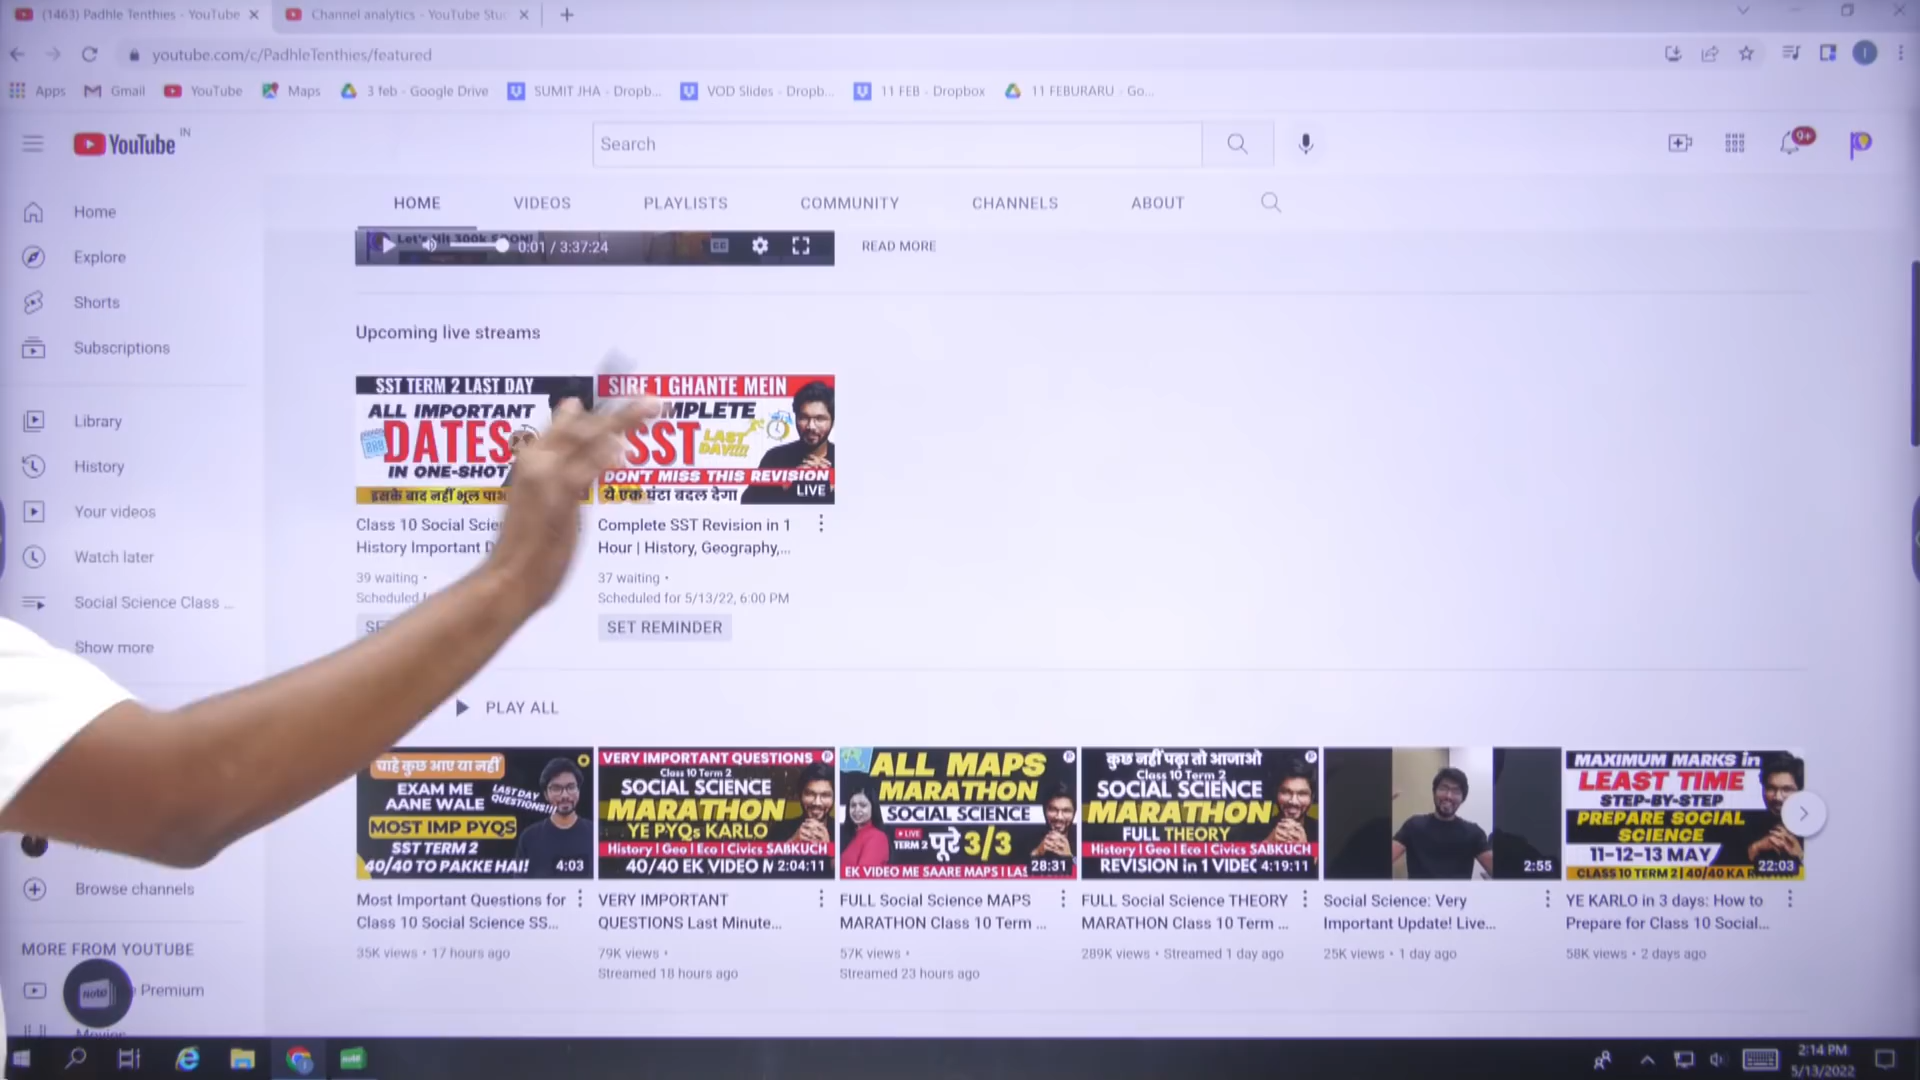 (1463) Padhle Tenthies - YouTube
Channel analytics - YouTube Stu
youtube.com/c/PadhleTenthies/featured
Apps
Gmail
YouTube
Maps
3 feb - Google Drive
SUMIT JHA - Dropb...
VOD Slides - Dropb...
11 FEB - Dropbox
11 FEBURARU - Go...
YouTube IN
Search
9+
Home
Explore
Shorts
Subscriptions
Library
History
Your videos
Watch later
Social Science Class ...
Show more
Browse channels
MORE FROM YOUTUBE
Premium
note!
HOME
VIDEOS
PLAYLISTS
COMMUNITY
CHANNELS
ABOUT
Let's Hit 300k SOON!
0:01 / 3:37:24
CC
READ MORE
Upcoming live streams
SST TERM 2 LAST DAY
ALL IMPORTANT
DATES
IN ONE-SHOT
इसके बाद नहीं भूल
Class 10 Social
History Important
39 waiting •
Scheduled
SIRF 1 GHANTE MEIN
SST
LAST
DAY!!!!
DON'T MISS THIS REVISION
ये एक घंटा बदल देगा
LIVE
Complete SST Revision in 1
Hour | History, Geography,...
37 waiting •
Scheduled for 5/13/22, 6:00 PM
SET REMINDER
PLAY ALL
चाहे कुछ आए या नहीं
EXAM ME
AANE WALE
LAST DAY
QUESTIONS!!!
MOST IMP PYQS
SST TERM 2
40/40 TO PAKKE HAI!
4:03
Most Important Questions for
Class 10 Social Science SS...
35K views • 17 hours ago
VERY IMPORTANT QUESTIONS
Class 10 Term 2
SOCIAL SCIENCE
MARATHON
YE PYQs KARLO
History | Geo | Eco | Civics SABKUCH
40/40 EK VIDEO
2:04:11
VERY IMPORTANT
QUESTIONS Last Minute...
79K views •
Streamed 18 hours ago
ALL MAPS
MARATHON
SOCIAL SCIENCE
LIVE
TERM 2
पूरे 3/3
EK VIDEO ME SAARE MAPS
28:31
FULL Social Science MAPS
MARATHON Class 10 Term ...
57K views •
Streamed 23 hours ago
कुछ नहीं पढ़ा तो आजाओ
Class 10 Term 2
SOCIAL SCIENCE
MARATHON
FULL THEORY
History | Geo | Eco | Civics SABKUCH
REVISION in 1
4:19:11
FULL Social Science THEORY
MARATHON Class 10 Term ...
289K views • Streamed 1 day ago
2:55
Social Science: Very
Important Update! Live...
25K views • 1 day ago
MAXIMUM MARKS in
LEAST TIME
STEP-BY-STEP
PREPARE SOCIAL
SCIENCE
11-12-13 MAY
CLASS 10 TERM 2 | 40/40
22:03
YE KARLO in 3 days: How to
Prepare for Class 10 Social...
58K views • 2 days ago
2:14 PM
5/13/2022